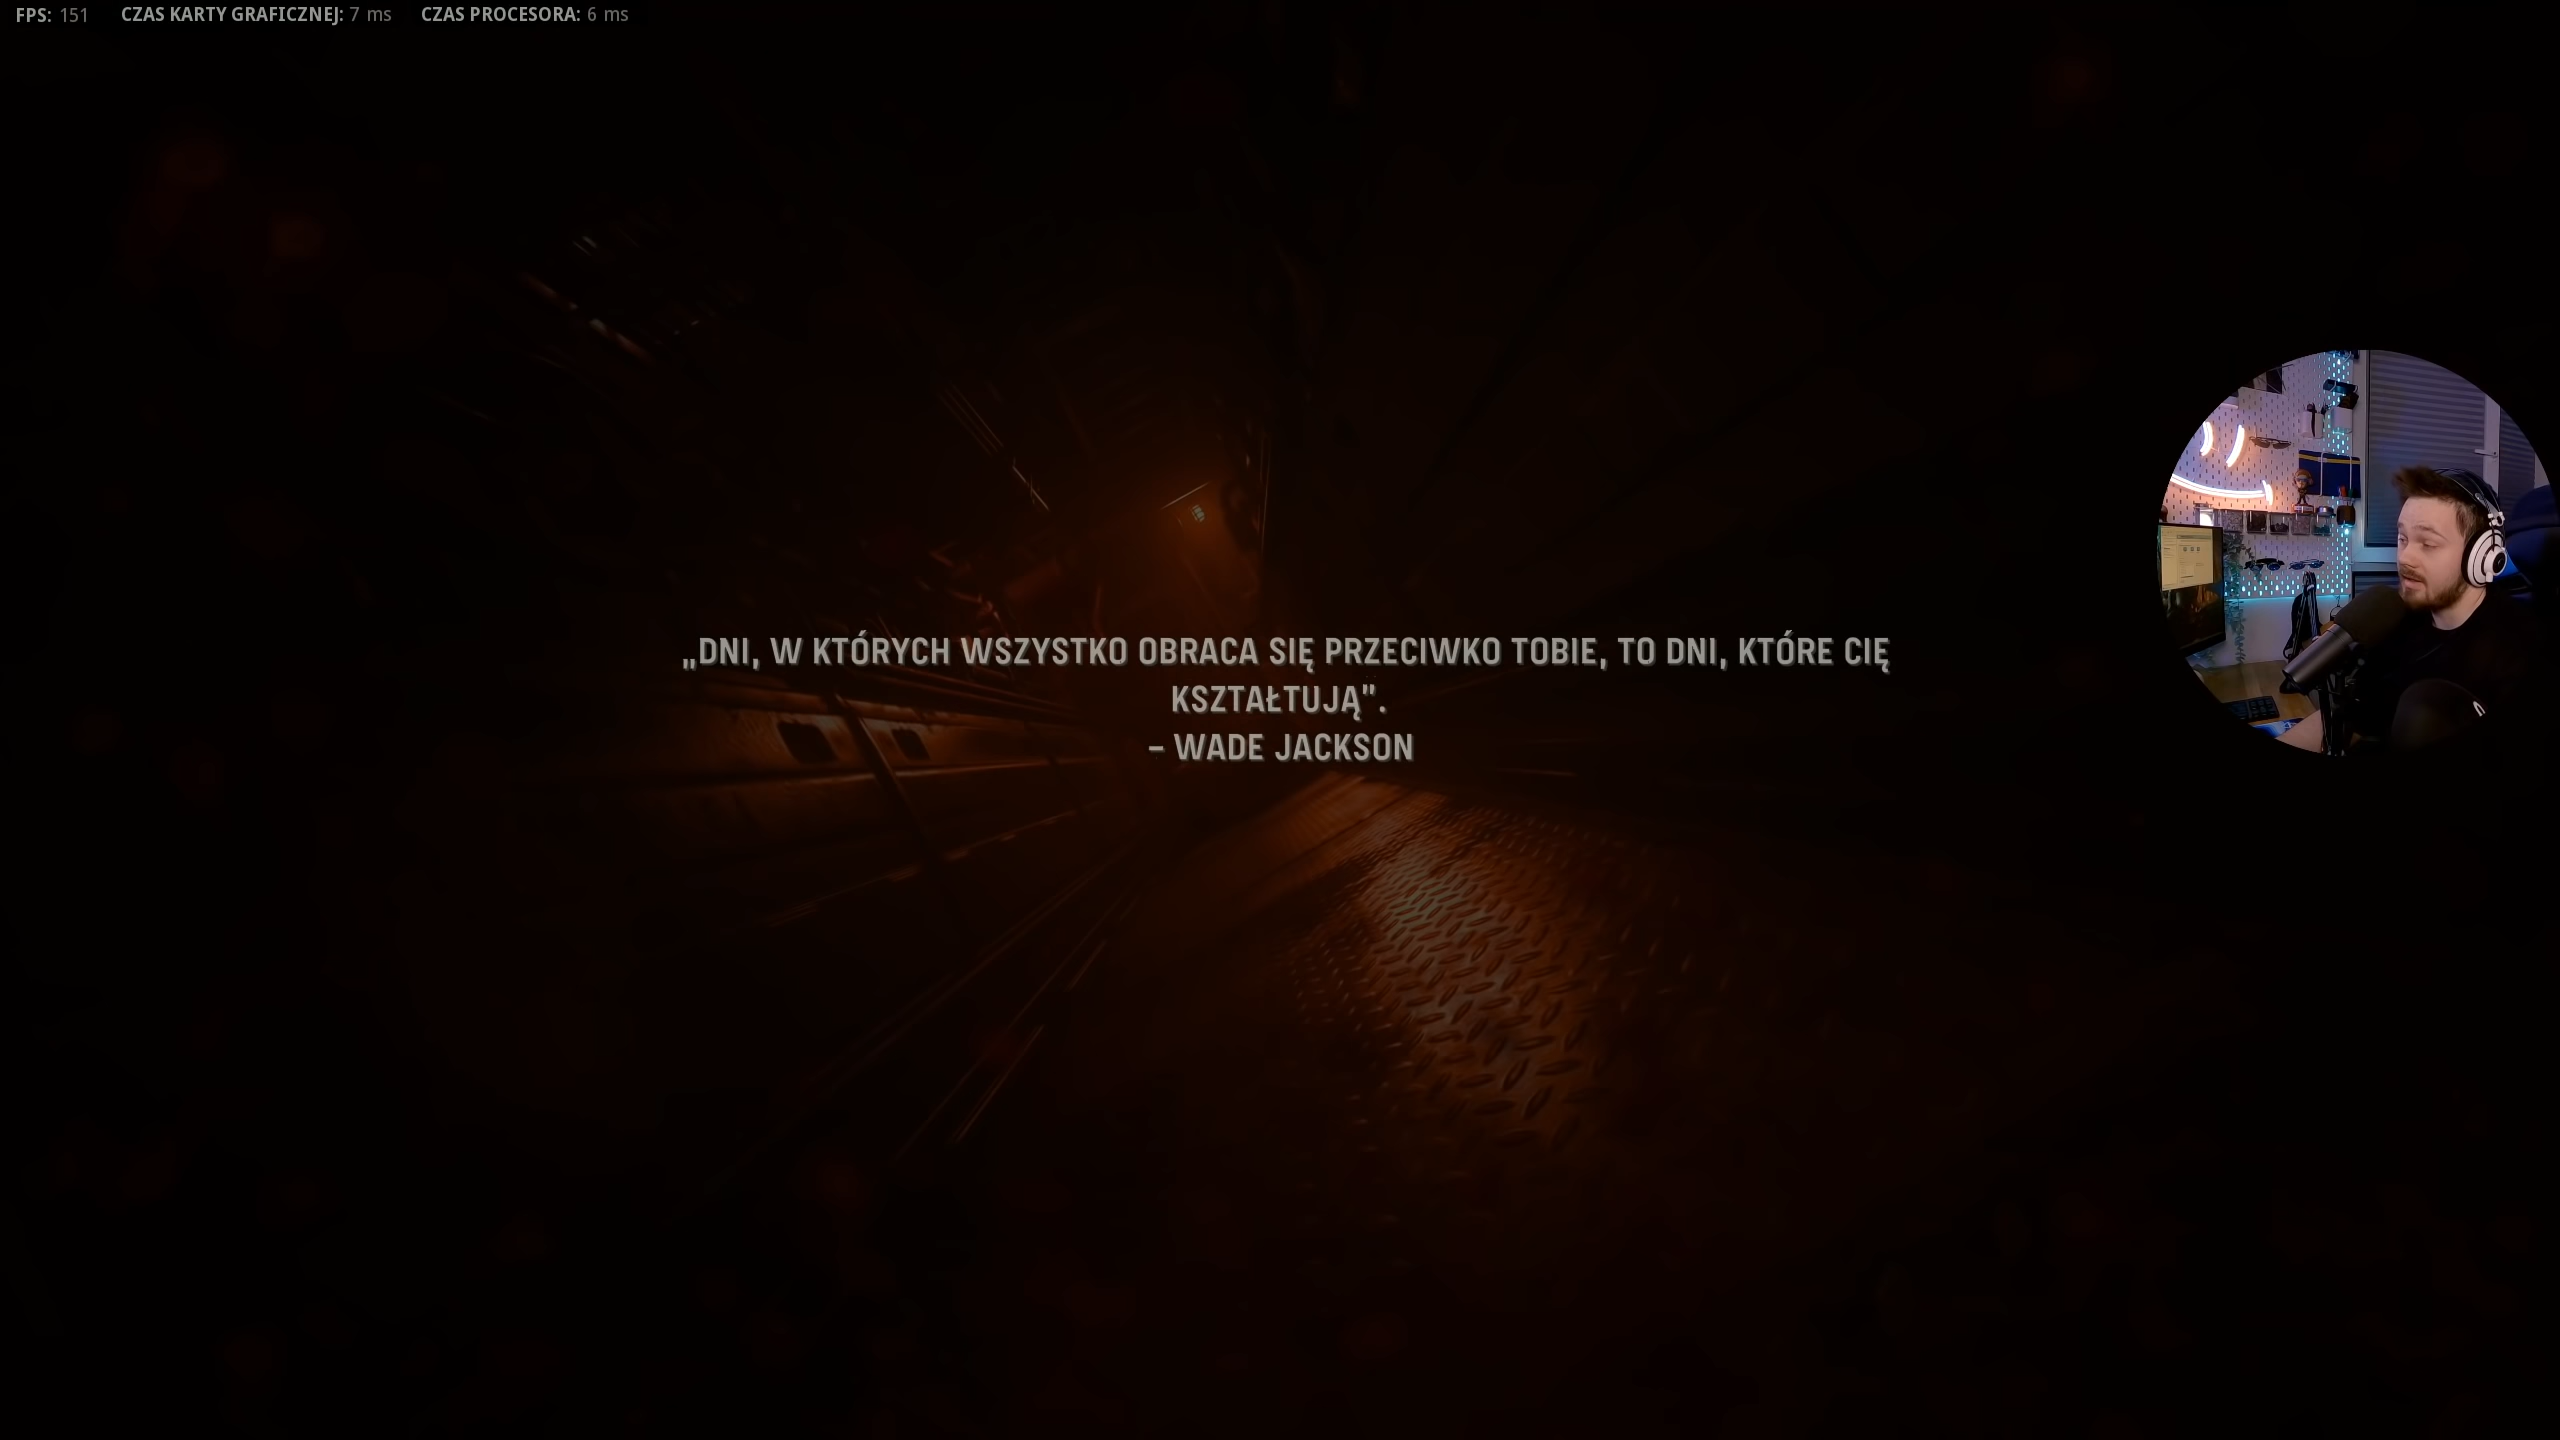 FPS: 151 CZAS KARTY GRAFICZNEJ: 7 ms CZAS PROCESORA: 6 ms
„DNI, W KTÓRYCH WSZYSTKO OBRACA SIĘ PRZECIWKO TOBIE, TO DNI, KTÓRE CIĘ
KSZTAŁTUJĄ”.
– WADE JACKSON